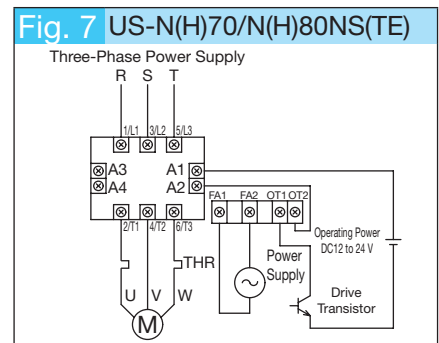 Fig. 7 US-N(H)70/N(H)80NS(TE)
Three-Phase Power Supply
R S T
1/L1 3/L2 5/L3
A3 A1
A4 A2
FA1 FA2 OT1 OT2
2/T1 4/T2 6/T3
Operating Power
DC12 to 24 V
THR
Power
Supply
U V W
Drive
Transistor
M